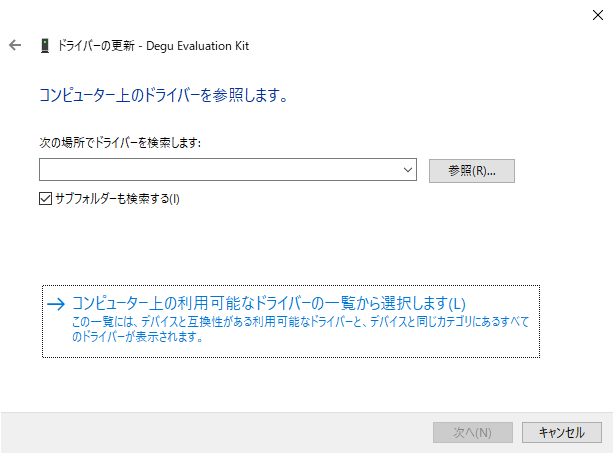 ドライバーの更新 - Degu Evaluation Kit
コンピューター上のドライバーを参照します。
次の場所でドライバーを検索します:
参照(R)...
サブフォルダーも検索する(I)
コンピューター上の利用可能なドライバーの一覧から選択します(L)
この一覧には、デバイスと互換性がある利用可能なドライバーと、デバイスと同じカテゴリにあるすべて
のドライバーが表示されます。
次へ(N)
キャンセル